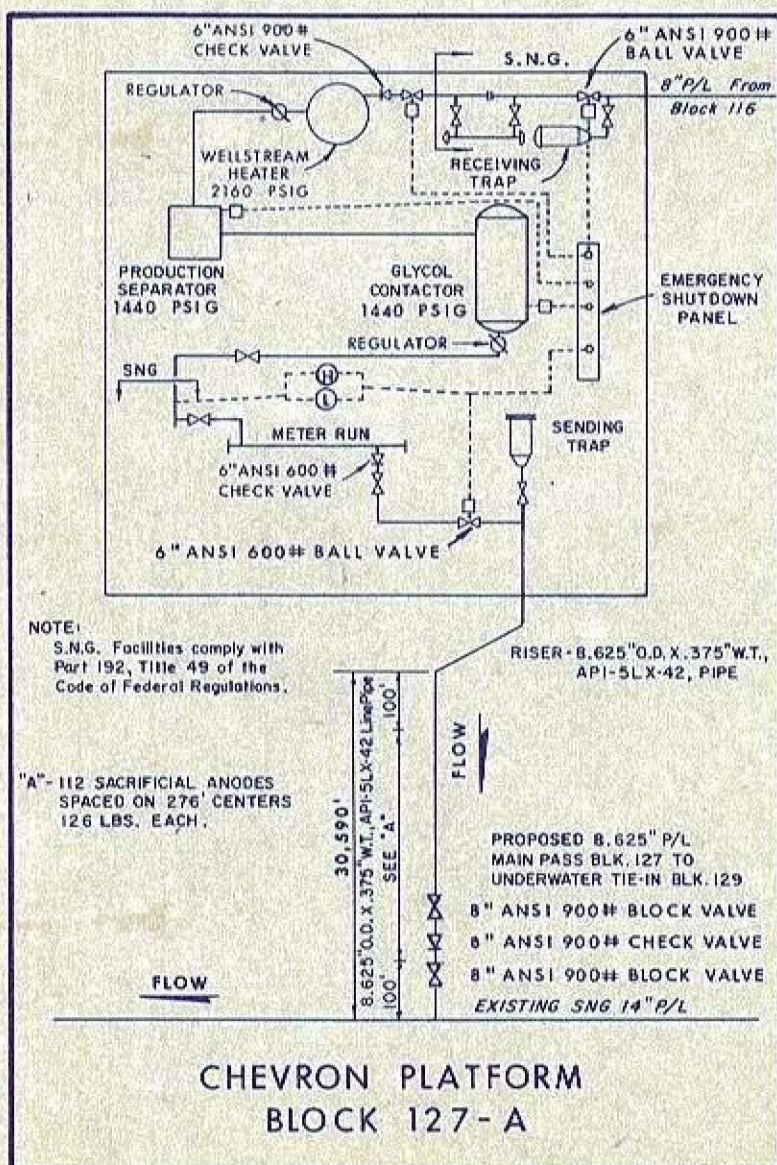 6" ANSI 900#
CHECK VALVE
6" ANSI 900#
BALL VALVE
S.N.G.
8" P/L From
Block 116
REGULATOR
WELLSTREAM
HEATER
2160 PSIG
RECEIVING
TRAP
PRODUCTION
SEPARATOR
1440 PSIG
GLYCOL
CONTACTOR
1440 PSIG
EMERGENCY
SHUTDOWN
PANEL
REGULATOR
SNG
H
L
METER RUN
SENDING
TRAP
6" ANSI 600#
CHECK VALVE
6" ANSI 600# BALL VALVE
NOTE:
S.N.G. Facilities comply with
Part 192, Title 49 of the
Code of Federal Regulations.
RISER - 8.625" O.D. X .375" W.T.,
API-5LX-42, PIPE
"A" - 112 SACRIFICIAL ANODES
SPACED ON 276' CENTERS
126 LBS. EACH.
30,590'
8.625" O.D. X .375" W.T., API-5LX-42 Line Pipe
100'
SEE "A"
100'
FLOW
PROPOSED 8.625" P/L
MAIN PASS BLK. 127 TO
UNDERWATER TIE-IN BLK. 129
8" ANSI 900# BLOCK VALVE
8" ANSI 900# CHECK VALVE
8" ANSI 900# BLOCK VALVE
FLOW
EXISTING SNG 14" P/L
CHEVRON PLATFORM
BLOCK 127-A